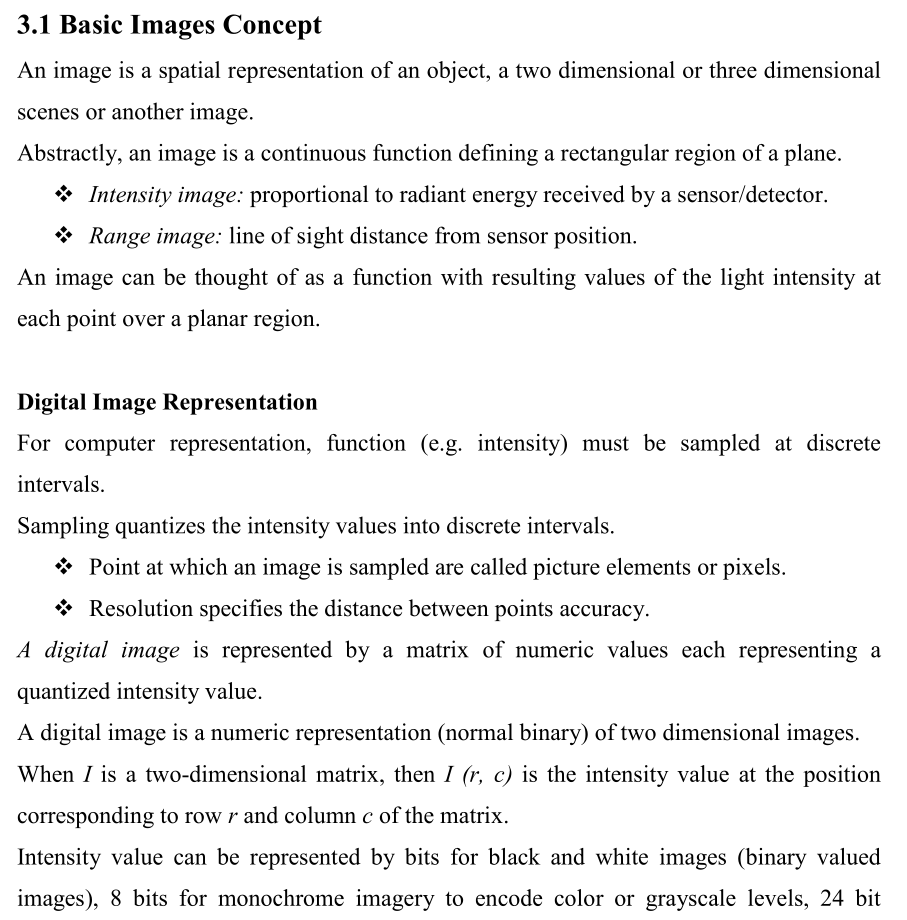 3.1 Basic Images Concept
An image is a spatial representation of an object, a two dimensional or three dimensional
scenes or another image.
Abstractly, an image is a continuous function defining a rectangular region of a plane.
❖ Intensity image: proportional to radiant energy received by a sensor/detector.
❖ Range image: line of sight distance from sensor position.
An image can be thought of as a function with resulting values of the light intensity at
each point over a planar region.
Digital Image Representation
For computer representation, function (e.g. intensity) must be sampled at discrete
intervals.
Sampling quantizes the intensity values into discrete intervals.
❖ Point at which an image is sampled are called picture elements or pixels.
❖ Resolution specifies the distance between points accuracy.
A digital image is represented by a matrix of numeric values each representing a
quantized intensity value.
A digital image is a numeric representation (normal binary) of two dimensional images.
When I is a two-dimensional matrix, then I (r, c) is the intensity value at the position
corresponding to row r and column c of the matrix.
Intensity value can be represented by bits for black and white images (binary valued
images), 8 bits for monochrome imagery to encode color or grayscale levels, 24 bit